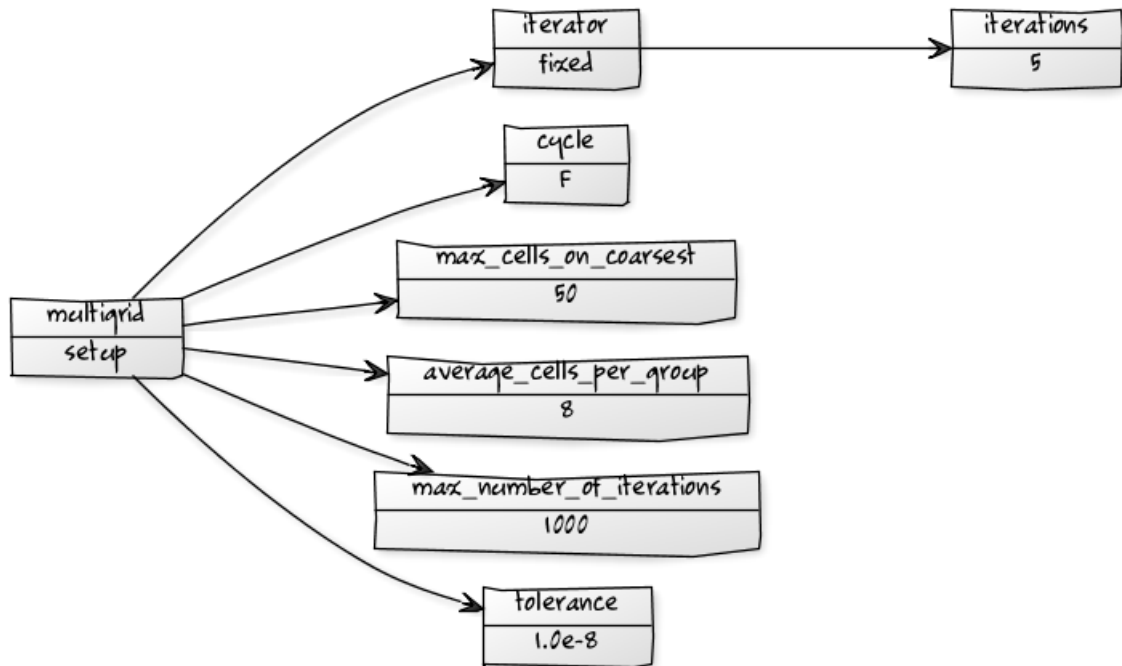 iterator
fixed
iterations
5
cycle
F
max_cells_on_coarsest
50
multigrid
setup
average_cells_per_group
8
max_number_of_iterations
1000
tolerance
1.0e-8